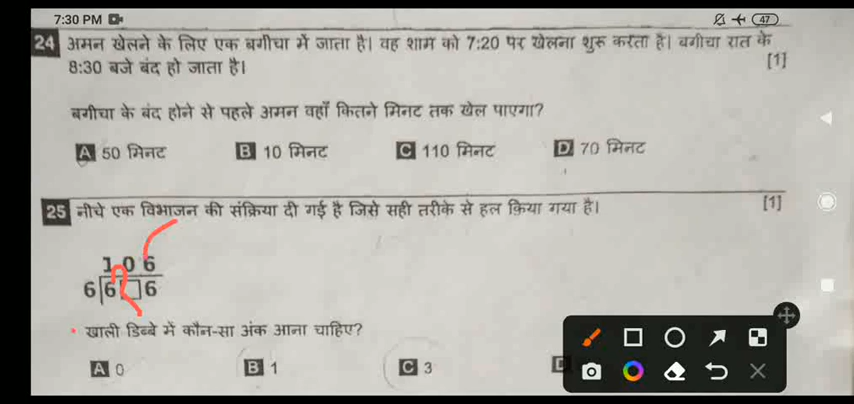 7:30 PM
47
24 अमन खेलने के लिए एक बगीचा में जाता है। वह शाम को 7:20 पर खेलना शुरू करता है। बगीचा रात के
8:30 बजे बंद हो जाता है।
[1]
बगीचा के बंद होने से पहले अमन वहाँ कितने मिनट तक खेल पाएगा?
A 50 मिनट B 10 मिनट C 110 मिनट D 70 मिनट
25 नीचे एक विभाजन की संक्रिया दी गई है जिसे सही तरीके से हल किया गया है।
[1]
1 0 6
6 6 □ 6
खाली डिब्बे में कौन-सा अंक आना चाहिए?
A 0 B 1 C 3 D